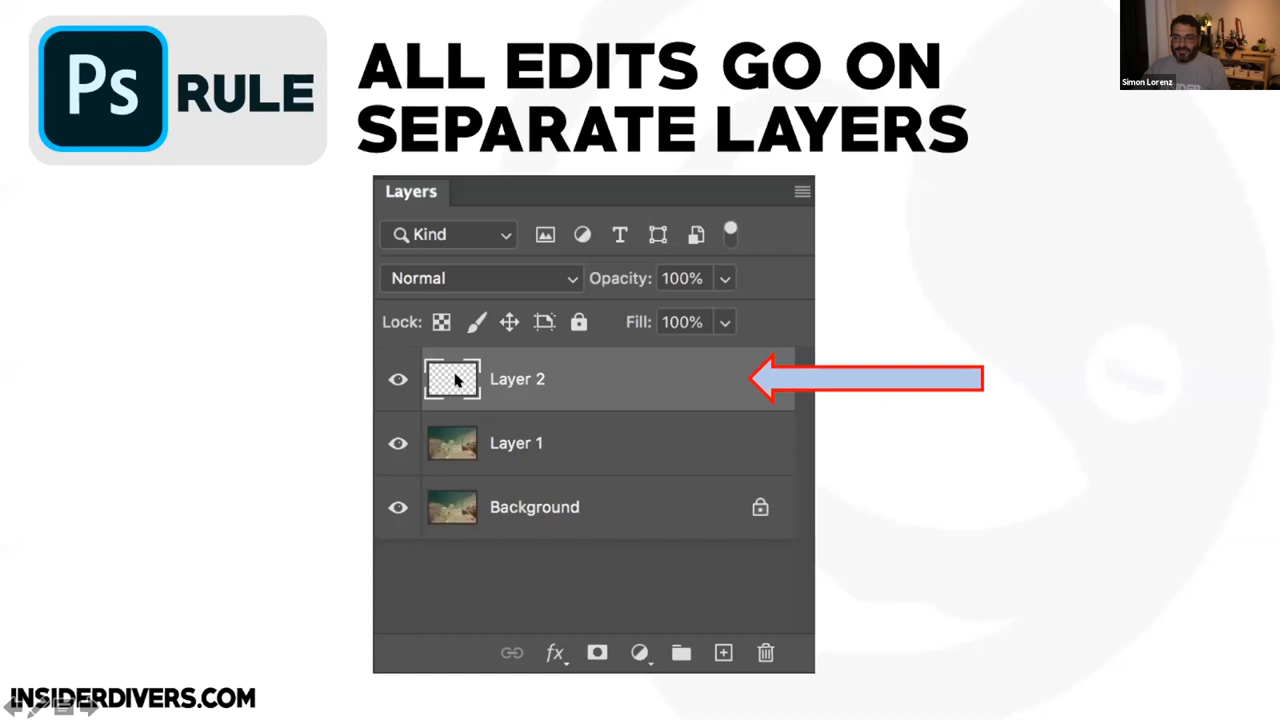 Ps RULE
ALL EDITS GO ON
SEPARATE LAYERS
Simon Lorenz
Layers
Kind
Normal Opacity: 100%
Lock: Fill: 100%
Layer 2
Layer 1
Background
fx
INSIDERDIVERS.COM